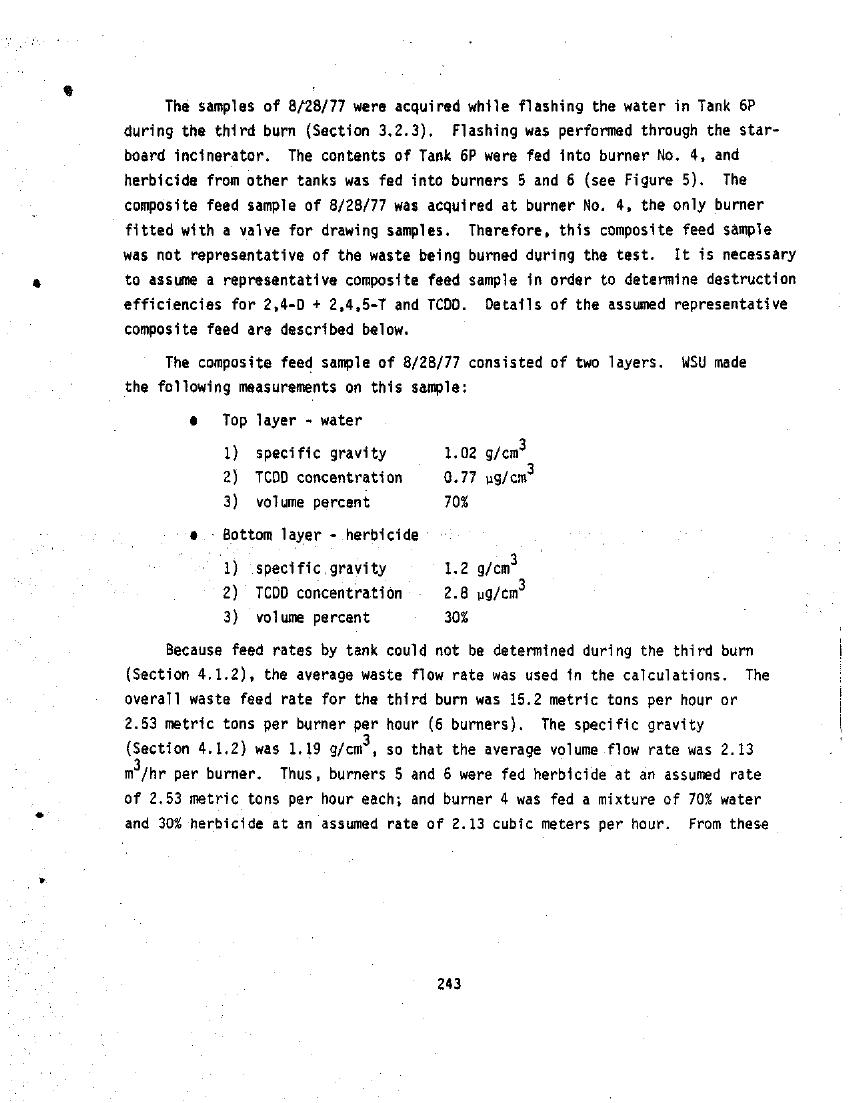 The samples of 8/28/77 were acquired while flashing the water in Tank 6P
during the third burn (Section 3.2.3). Flashing was performed through the star-
board incinerator. The contents of Tank 6P were fed into burner No. 4, and
herbicide from other tanks was fed into burners 5 and 6 (see Figure 5). The
composite feed sample of 8/28/77 was acquired at burner No. 4, the only burner
fitted with a valve for drawing samples. Therefore, this composite feed sample
was not representative of the waste being burned during the test. It is necessary
to assume a representative composite feed sample in order to determine destruction
efficiencies for 2,4-D + 2,4,5-T and TCDD. Details of the assumed representative
composite feed are described below.
The composite feed sample of 8/28/77 consisted of two layers. WSU made
the following measurements on this sample:
● Top layer - water
1) specific gravity 1.02 g/cm3
2) TCDD concentration 0.77 µg/cm3
3) volume percent 70%
● Bottom layer - herbicide
1) specific gravity 1.2 g/cm3
2) TCDD concentration 2.8 µg/cm3
3) volume percent 30%
Because feed rates by tank could not be determined during the third burn
(Section 4.1.2), the average waste flow rate was used in the calculations. The
overall waste feed rate for the third burn was 15.2 metric tons per hour or
2.53 metric tons per burner per hour (6 burners). The specific gravity
(Section 4.1.2) was 1.19 g/cm3, so that the average volume flow rate was 2.13
m3/hr per burner. Thus, burners 5 and 6 were fed herbicide at an assumed rate
of 2.53 metric tons per hour each; and burner 4 was fed a mixture of 70% water
and 30% herbicide at an assumed rate of 2.13 cubic meters per hour. From these
243